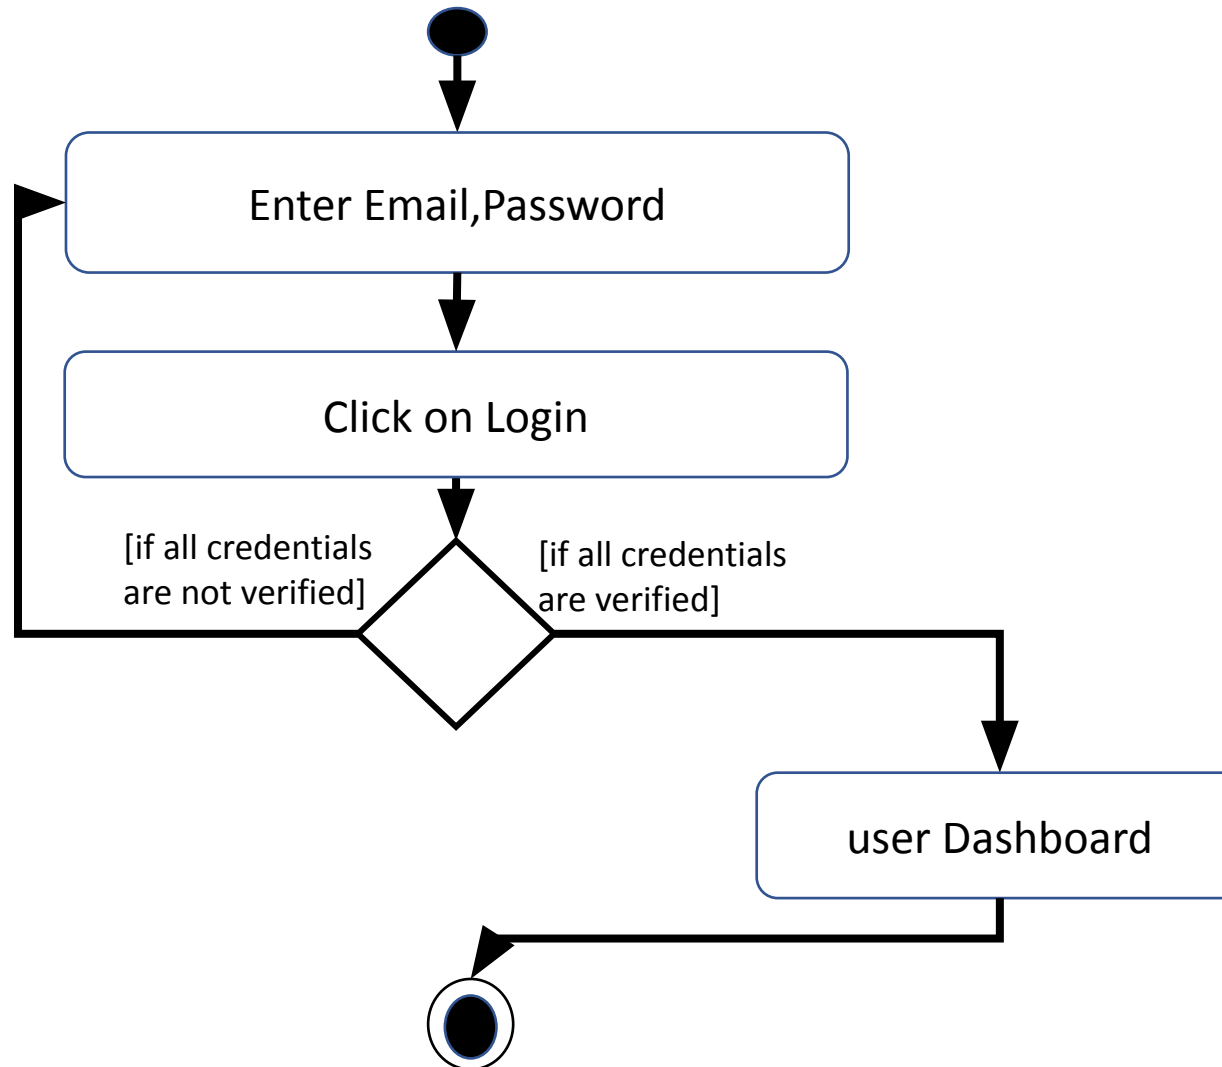 Enter Email,Password
Click on Login
[if all credentials
are not verified]
[if all credentials
are verified]
user Dashboard